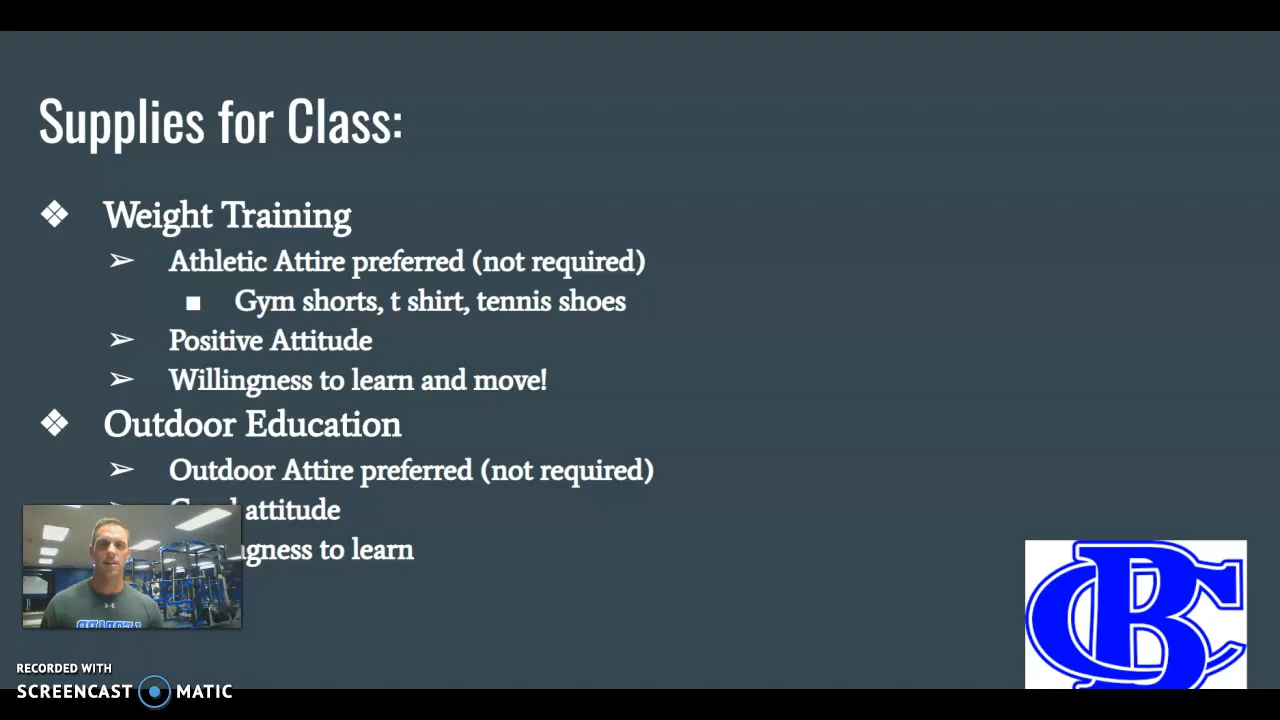 Supplies for Class:
❖ Weight Training
➢ Athletic Attire preferred (not required)
■ Gym shorts, t shirt, tennis shoes
➢ Positive Attitude
➢ Willingness to learn and move!
❖ Outdoor Education
➢ Outdoor Attire preferred (not required)
attitude
to learn
RECORDED WITH
SCREENCAST MATIC
BC